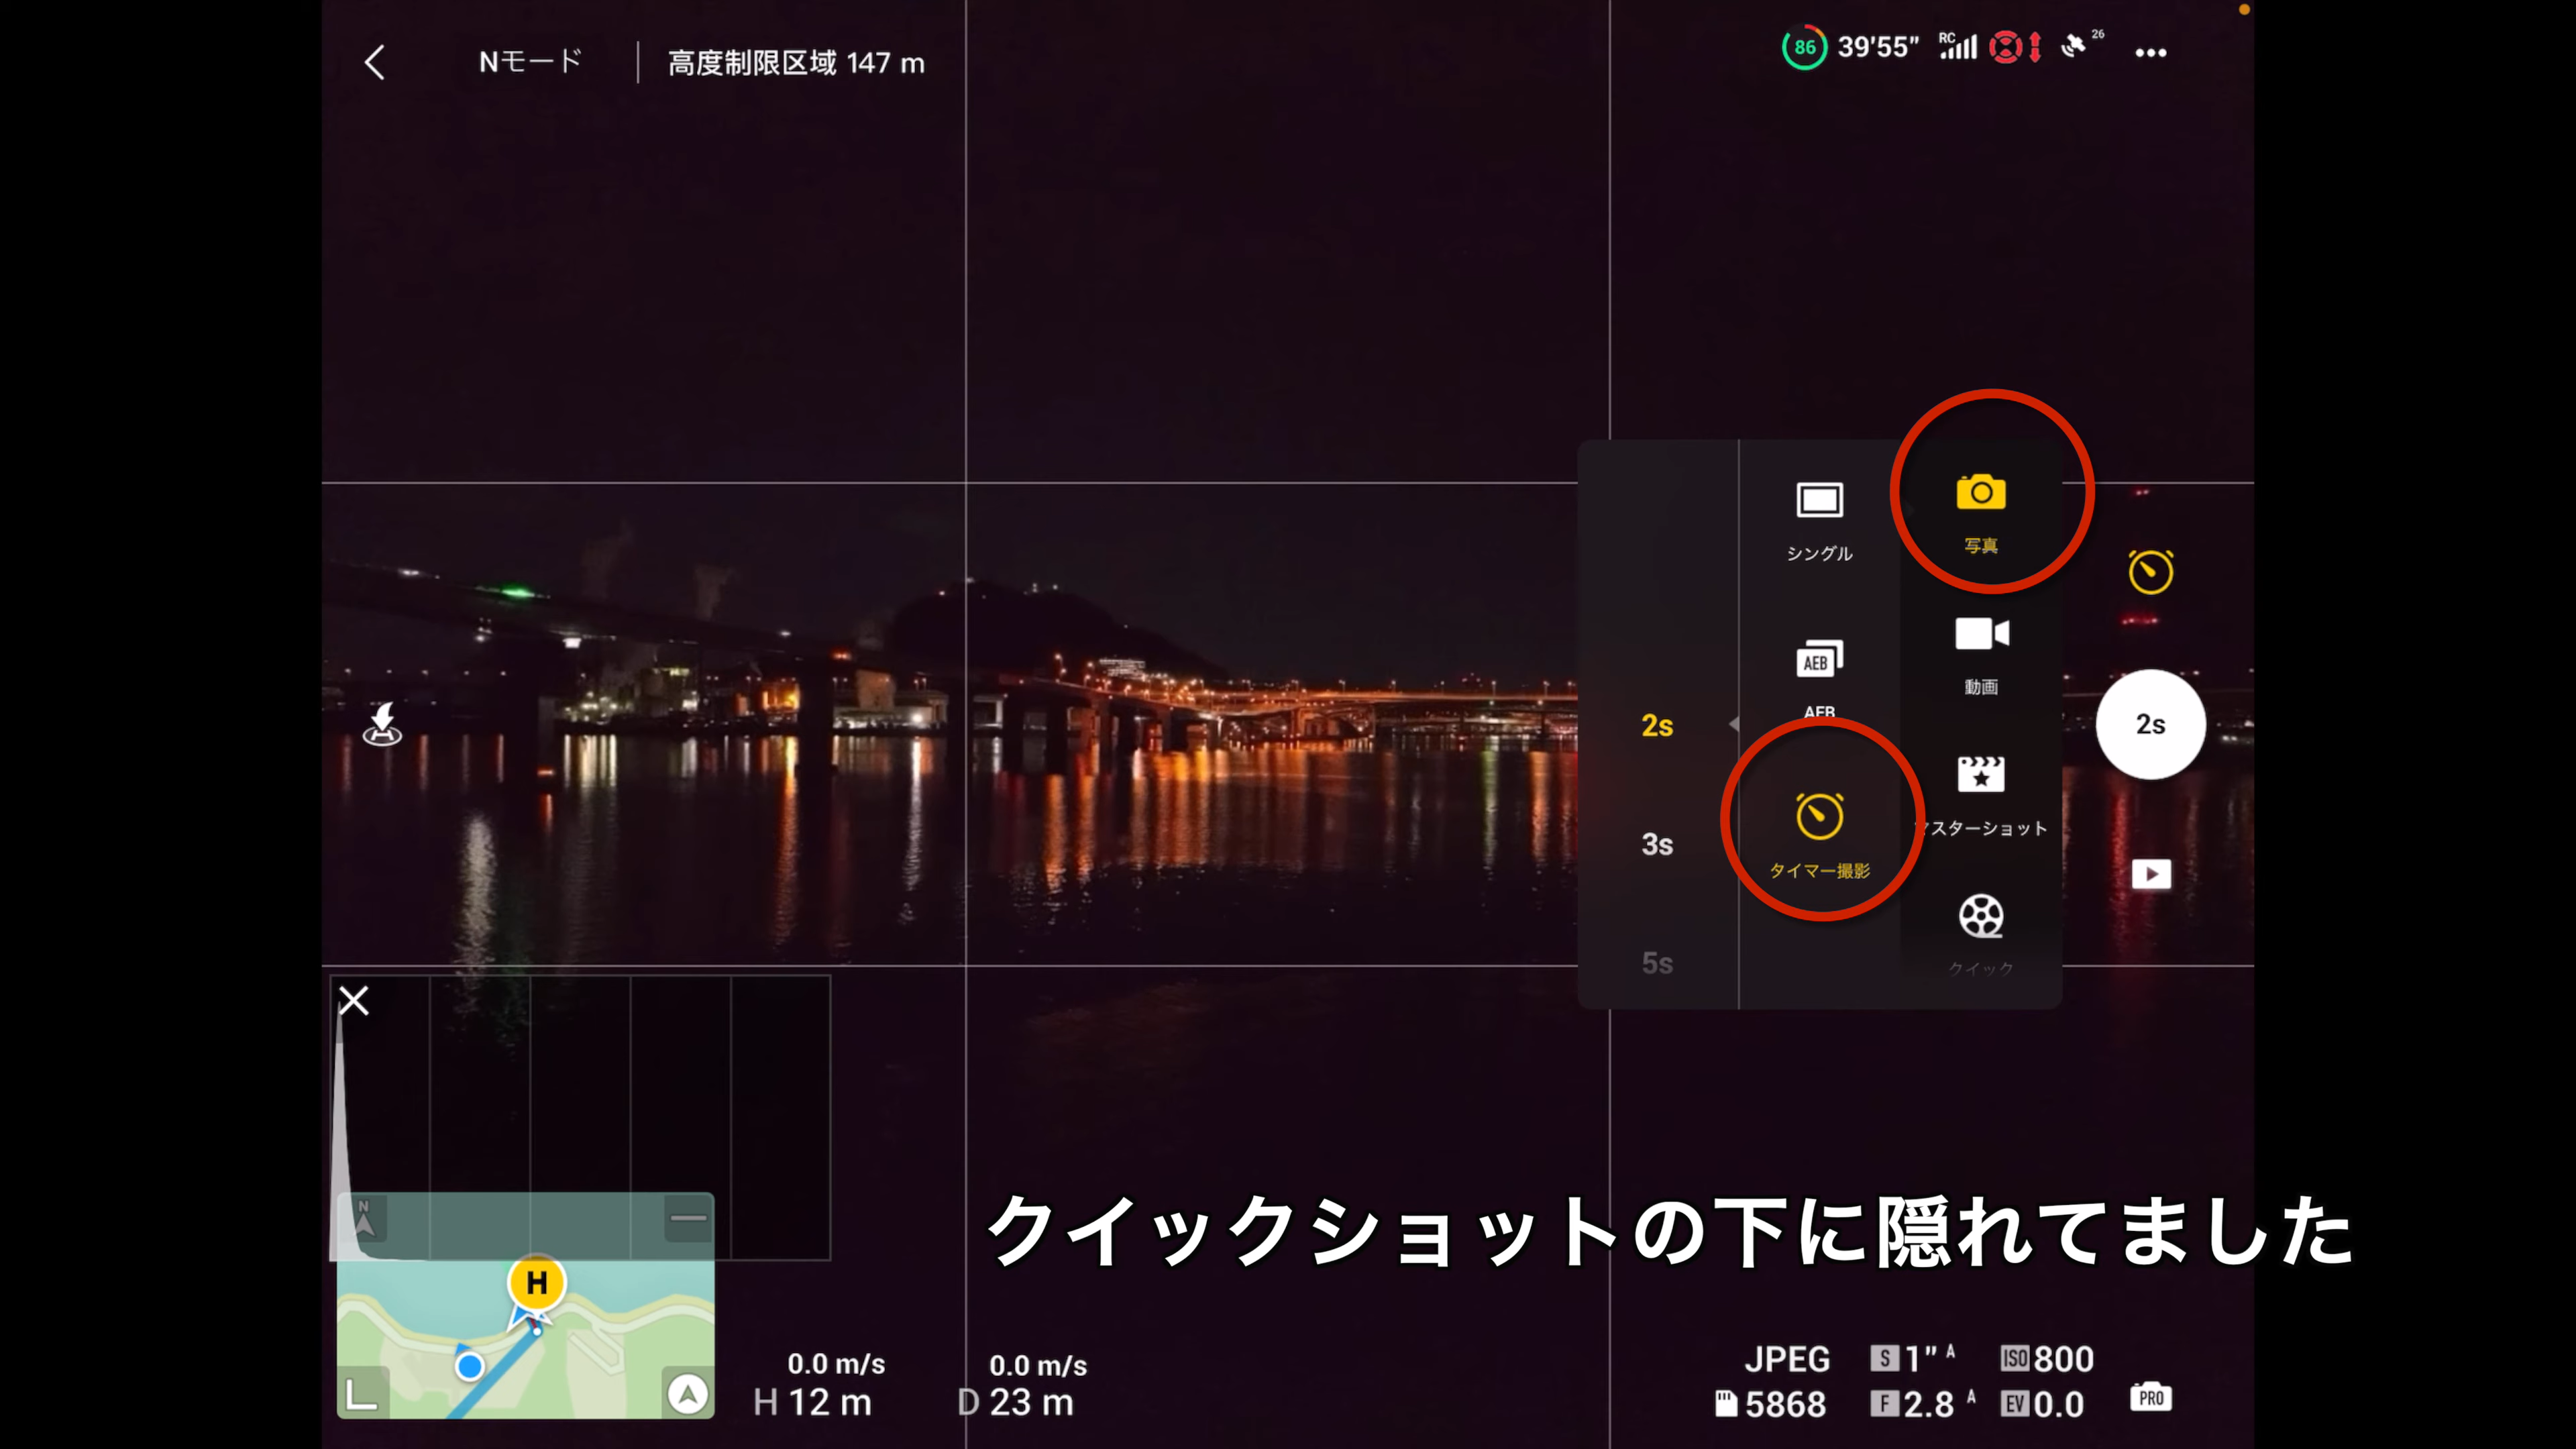 Nモード
高度制限区域 147 m
86
39'55"
RC
26
シングル
写真
AEB
AEB
動画
2s
2s
マスターショット
3s
タイマー撮影
5s
クイック
N
クイックショットの下に隠れてました
H
0.0 m/s
0.0 m/s
H 12 m
D 23 m
JPEG
S 1" A
ISO 800
5868
F 2.8 A
EV 0.0
PRO